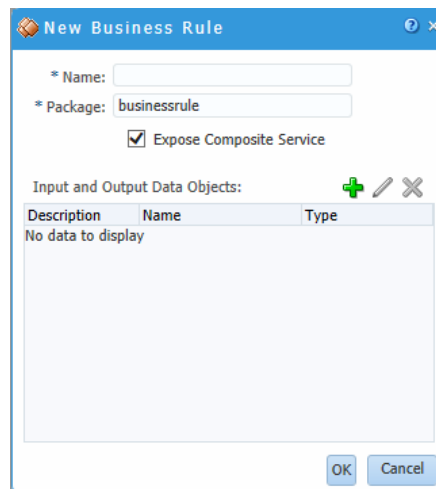 New Business Rule
* Name:
* Package: businessrule
Expose Composite Service
Input and Output Data Objects:
Description Name Type
No data to display
OK Cancel